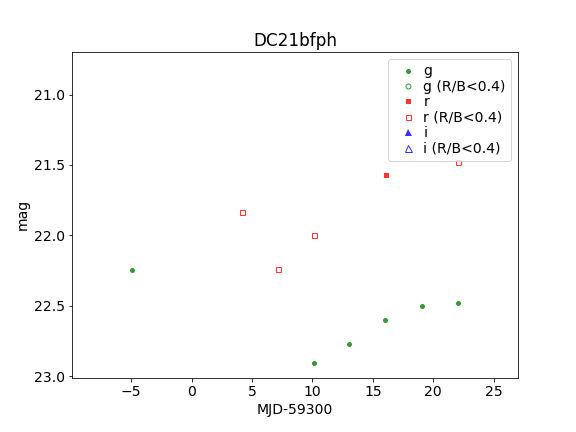 DC21bfph
g
g (R/B<0.4)
r
r (R/B<0.4)
i
i (R/B<0.4)
mag
21.0
21.5
22.0
22.5
23.0
−5
0
5
10
15
20
25
MJD-59300